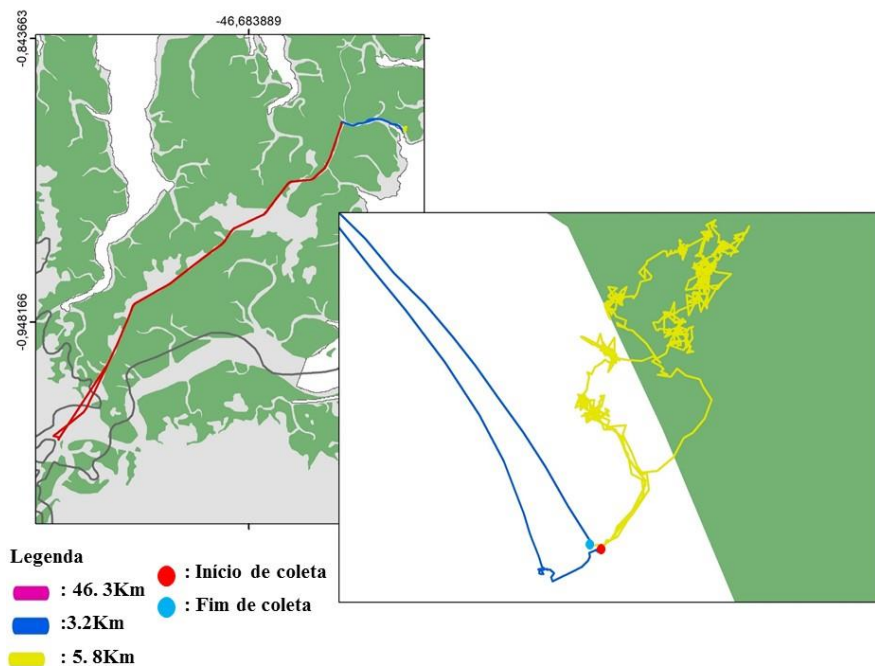 -46,683889
-0,843663
-0,948166
Legenda
: 46. 3Km
:3.2Km
: 5. 8Km
: Início de coleta
: Fim de coleta